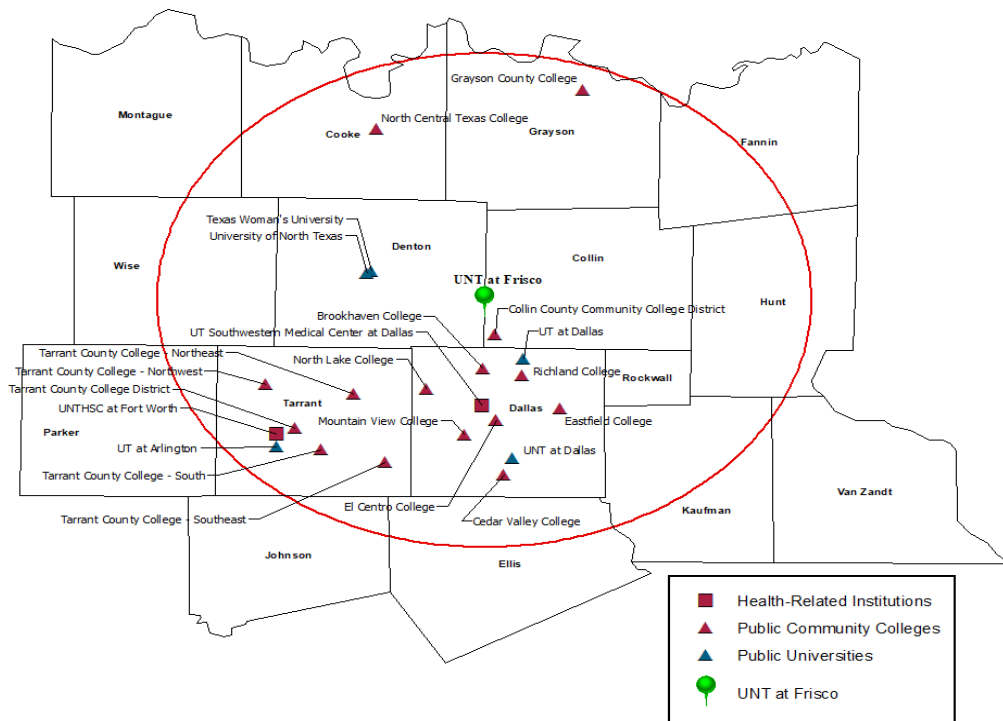 Grayson County College
Montague
North Central Texas College
Cooke
Grayson
Fannin
Texas Woman's University
University of North Texas
Denton
Wise
Collin
UNT at Frisco
Hunt
Collin County Community College District
Brookhaven College
UT Southwestern Medical Center at Dallas
UT at Dallas
Tarrant County College - Northeast
North Lake College
Tarrant County College - Northwest
Richland College
Rockwall
Tarrant County College District
Tarrant
UNTHSC at Fort Worth
Dallas
Mountain View College
Eastfield College
Parker
UT at Arlington
UNT at Dallas
Tarrant County College - South
Van Zandt
El Centro College
Kaufman
Tarrant County College - Southeast
Cedar Valley College
Johnson
Ellis
Health-Related Institutions
Public Community Colleges
Public Universities
UNT at Frisco